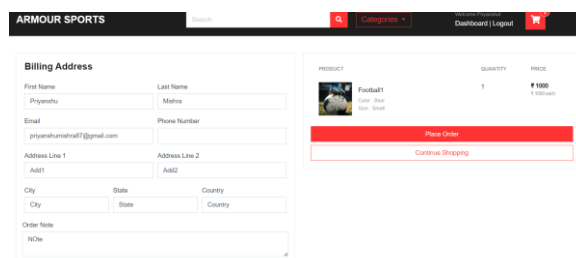 ARMOUR SPORTS
Search
Categories
Welcome Priyanshu!
Dashboard | Logout
Billing Address
First Name
Last Name
Priyanshu
Mishra
Email
Phone Number
priyanshumishra87@gmail.com
Address Line 1
Address Line 2
Add1
Add2
City
State
Country
City
State
Country
Order Note
NOte
PRODUCT
QUANTITY
PRICE
Football1
1
₹ 1000
Color : Blue
₹ 1000 each
Size : Small
Place Order
Continue Shopping